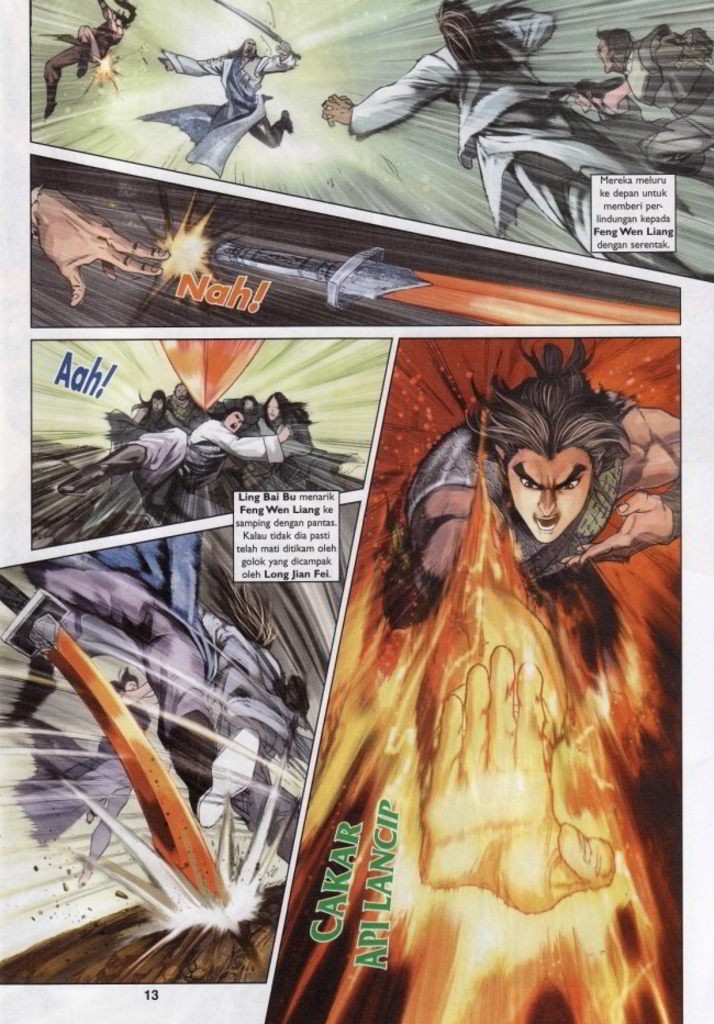 Mereka meluru
ke depan untuk
memberi per-
lindungan kepada
Feng Wen Liang
dengan serentak.
Nah!
Aah!
Ling Bai Bu menarik
Feng Wen Liang ke
samping dengan pantas.
Kalau tidak dia pasti
telah mati ditikam oleh
golok yang dicampak
oleh Long Jian Fei.
CAKAR
API LANCIP
13